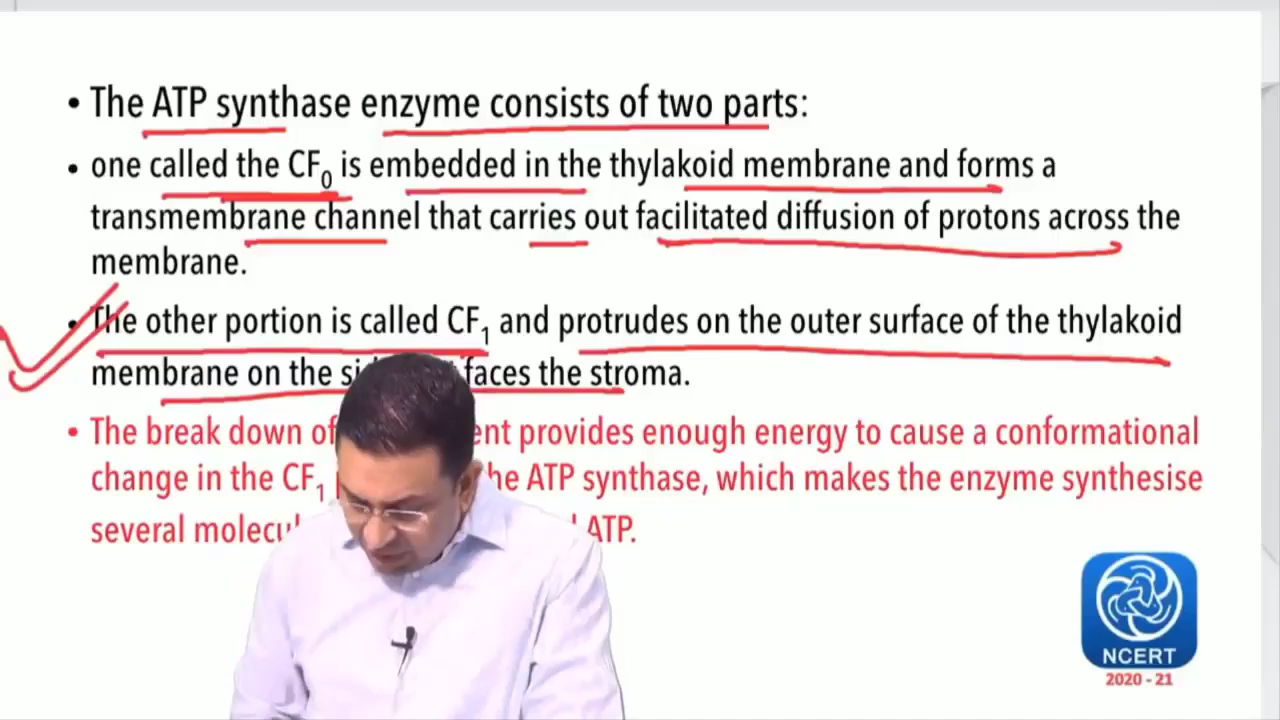 • The ATP synthase enzyme consists of two parts:
• one called the CF₀ is embedded in the thylakoid membrane and forms a
transmembrane channel that carries out facilitated diffusion of protons across the
membrane.
• The other portion is called CF₁ and protrudes on the outer surface of the thylakoid
membrane on the faces the stroma.
• The break down of provides enough energy to cause a conformational
change in the CF₁ ATP synthase, which makes the enzyme synthesise
several ATP.
NCERT
2020 - 21